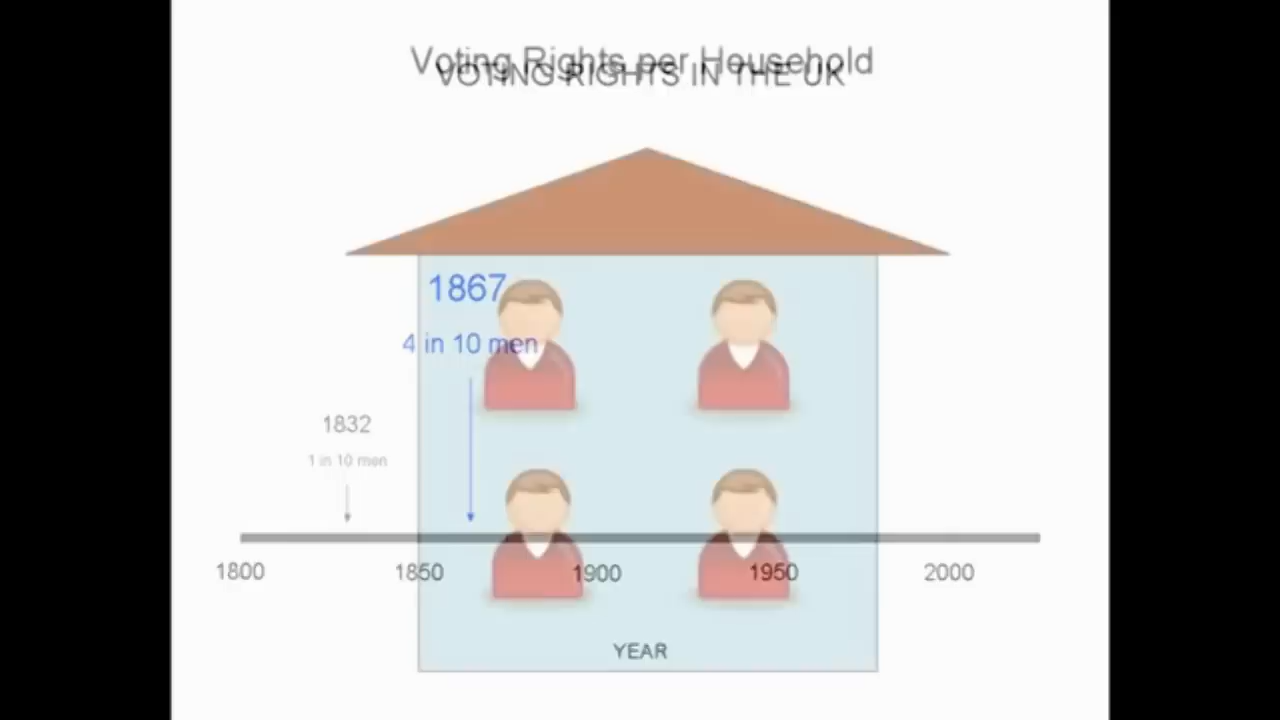 Voting Rights per Household
VOTING RIGHTS IN THE UK
1867
4 in 10 men
1832
1 in 10 men
1800 1850 1900 1950 2000
YEAR